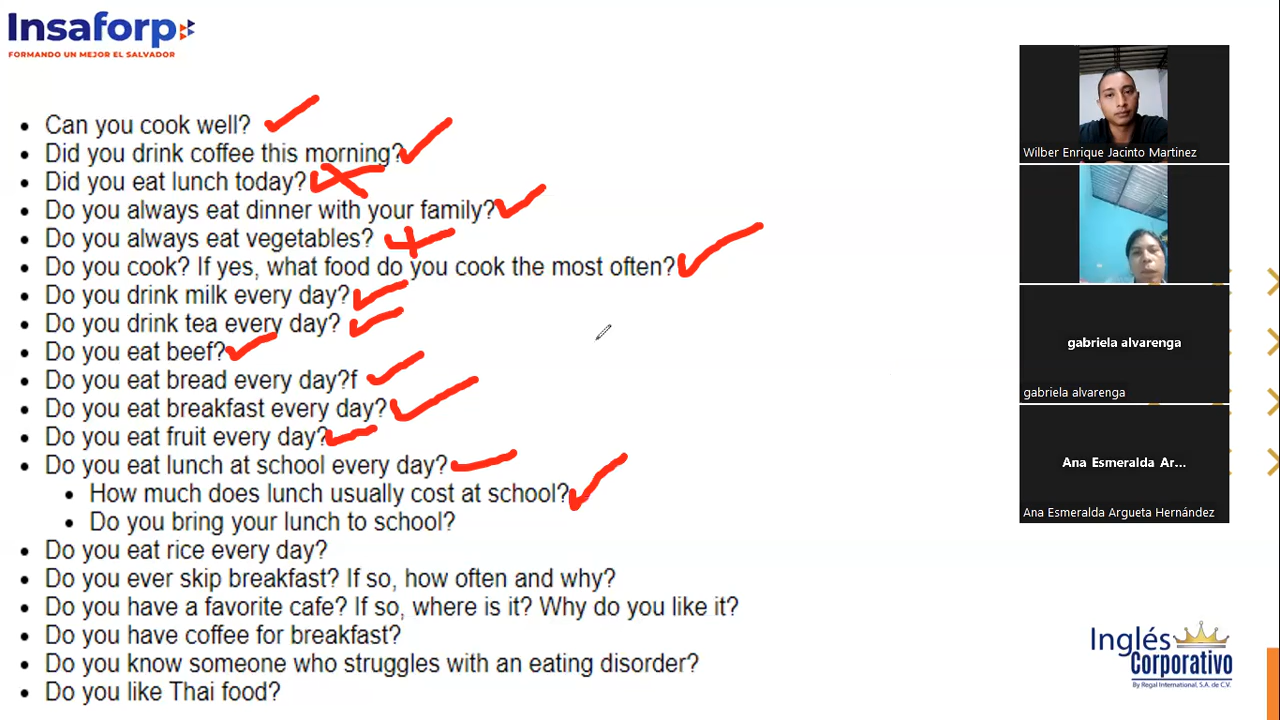 Insaforp
FORMANDO UN MEJOR EL SALVADOR
Can you cook well?
Did you drink coffee this morning?
Did you eat lunch today?
Do you always eat dinner with your family?
Do you always eat vegetables?
Do you cook? If yes, what food do you cook the most often?
Do you drink milk every day?
Do you drink tea every day?
Do you eat beef?
Do you eat bread every day?f
Do you eat breakfast every day?
Do you eat fruit every day?
Do you eat lunch at school every day?
How much does lunch usually cost at school?
Do you bring your lunch to school?
Do you eat rice every day?
Do you ever skip breakfast? If so, how often and why?
Do you have a favorite cafe? If so, where is it? Why do you like it?
Do you have coffee for breakfast?
Do you know someone who struggles with an eating disorder?
Do you like Thai food?
Wilber Enrique Jacinto Martinez
gabriela alvarenga
gabriela alvarenga
Ana Esmeralda Ar...
Ana Esmeralda Argueta Hernández
Inglés
Corporativo
By Regal International, S.A. de C.V.